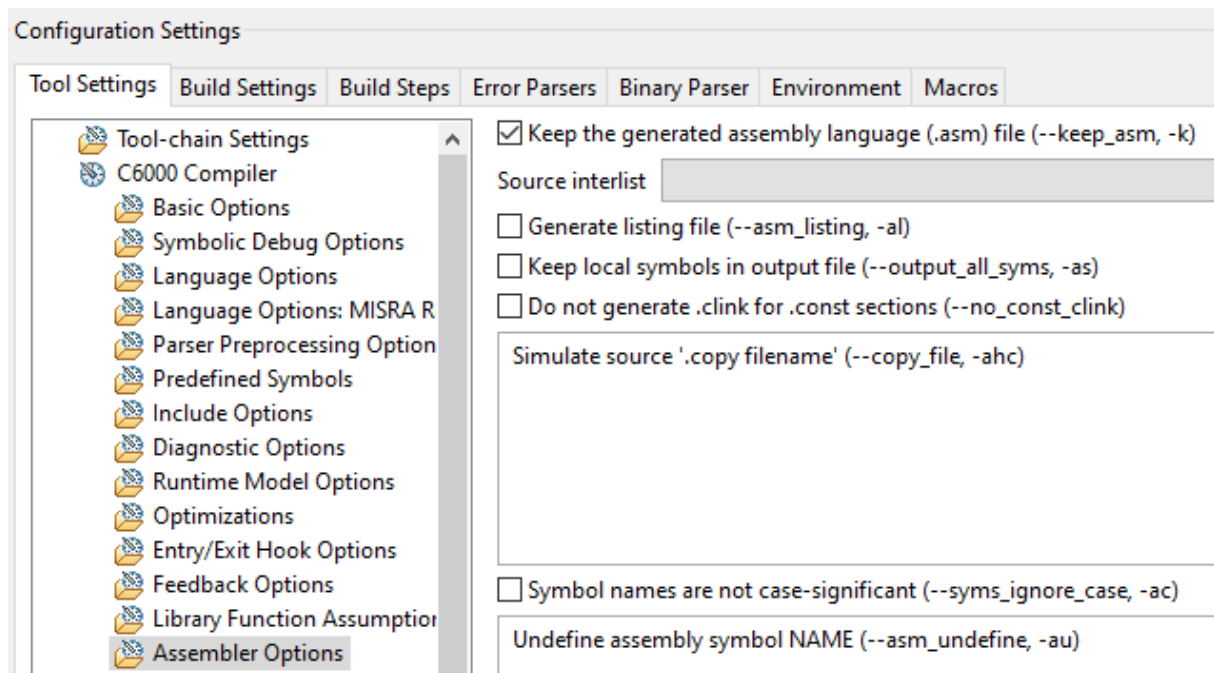 Configuration Settings
Tool Settings Build Settings Build Steps Error Parsers Binary Parser Environment Macros
Tool-chain Settings
C6000 Compiler
Basic Options
Symbolic Debug Options
Language Options
Language Options: MISRA R
Parser Preprocessing Option
Predefined Symbols
Include Options
Diagnostic Options
Runtime Model Options
Optimizations
Entry/Exit Hook Options
Feedback Options
Library Function Assumption
Assembler Options
Keep the generated assembly language (.asm) file (--keep_asm, -k)
Source interlist
Generate listing file (--asm_listing, -al)
Keep local symbols in output file (--output_all_syms, -as)
Do not generate .clink for .const sections (--no_const_clink)
Simulate source '.copy filename' (--copy_file, -ahc)
Symbol names are not case-significant (--syms_ignore_case, -ac)
Undefine assembly symbol NAME (--asm_undefine, -au)